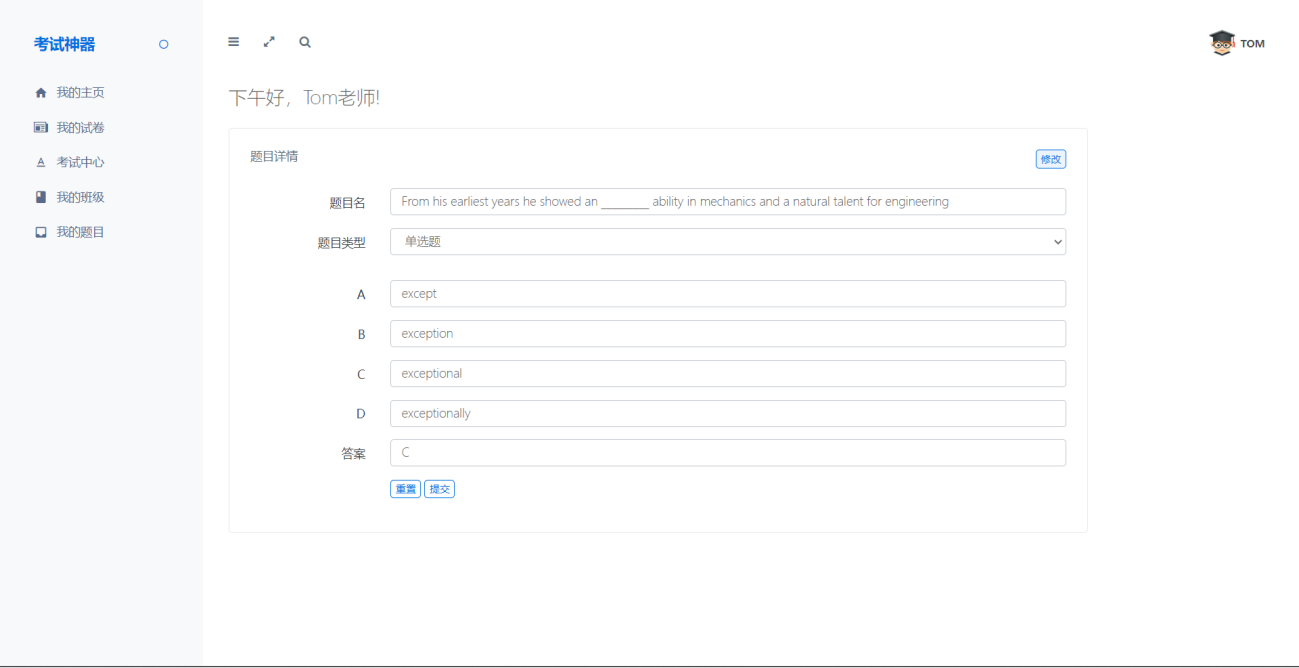 考试神器
TOM
我的主页
我的试卷
考试中心
我的班级
我的题目
下午好，Tom老师!
题目详情
修改
题目名 From his earliest years he showed an ________ ability in mechanics and a natural talent for engineering
题目类型 单选题
A except
B exception
C exceptional
D exceptionally
答案 C
重置 提交